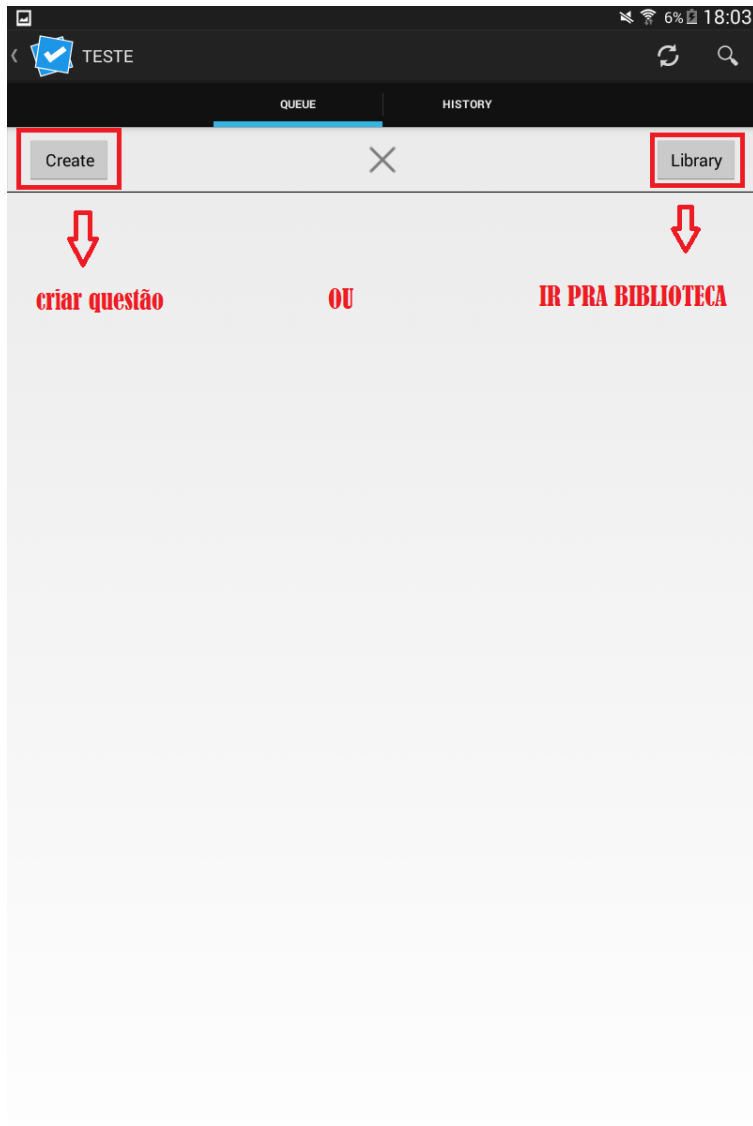 6% 18:03
TESTE
QUEUE HISTORY
Create Library
criar questão OU IR PRA BIBLIOTECA